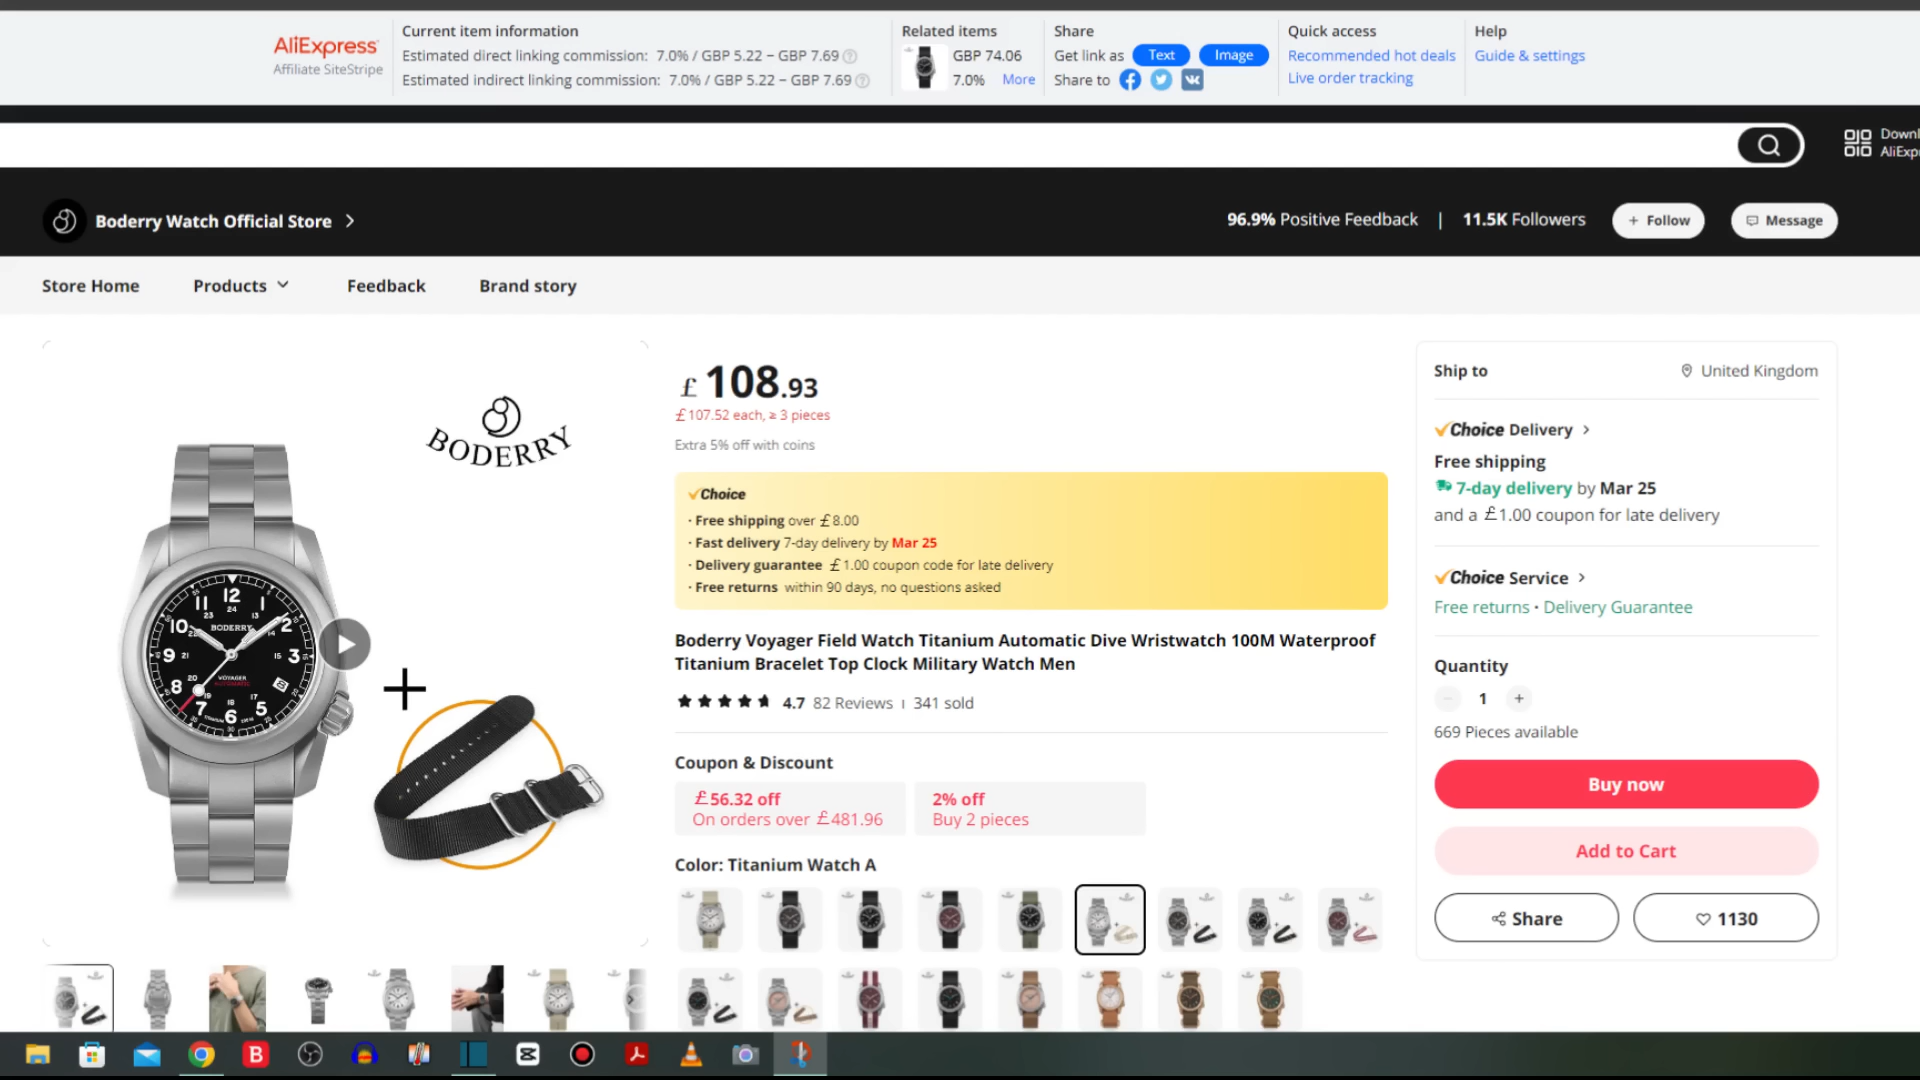 AliExpress
Affiliate SiteStripe
Current item information
Estimated direct linking commission: 7.0% / GBP 5.22 – GBP 7.69
Estimated indirect linking commission: 7.0% / GBP 5.22 – GBP 7.69
Related items
GBP 74.06
7.0% More
Share
Get link as Text Image
Share to
Quick access
Recommended hot deals
Live order tracking
Help
Guide & settings
Boderry Watch Official Store
96.9% Positive Feedback | 11.5K Followers
+ Follow
Message
Store Home
Products
Feedback
Brand story
BODERRY
BODERRY
VOYAGER
AUTOMATIC
£108.93
£107.52 each, ≥ 3 pieces
Extra 5% off with coins
Choice
· Free shipping over £8.00
· Fast delivery 7-day delivery by Mar 25
· Delivery guarantee £1.00 coupon code for late delivery
· Free returns within 90 days, no questions asked
Boderry Voyager Field Watch Titanium Automatic Dive Wristwatch 100M Waterproof
Titanium Bracelet Top Clock Military Watch Men
4.7 82 Reviews ı 341 sold
Coupon & Discount
£56.32 off
On orders over £481.96
2% off
Buy 2 pieces
Color: Titanium Watch A
Ship to
United Kingdom
Choice Delivery
Free shipping
7-day delivery by Mar 25
and a £1.00 coupon for late delivery
Choice Service
Free returns • Delivery Guarantee
Quantity
− 1 +
669 Pieces available
Buy now
Add to Cart
Share
1130